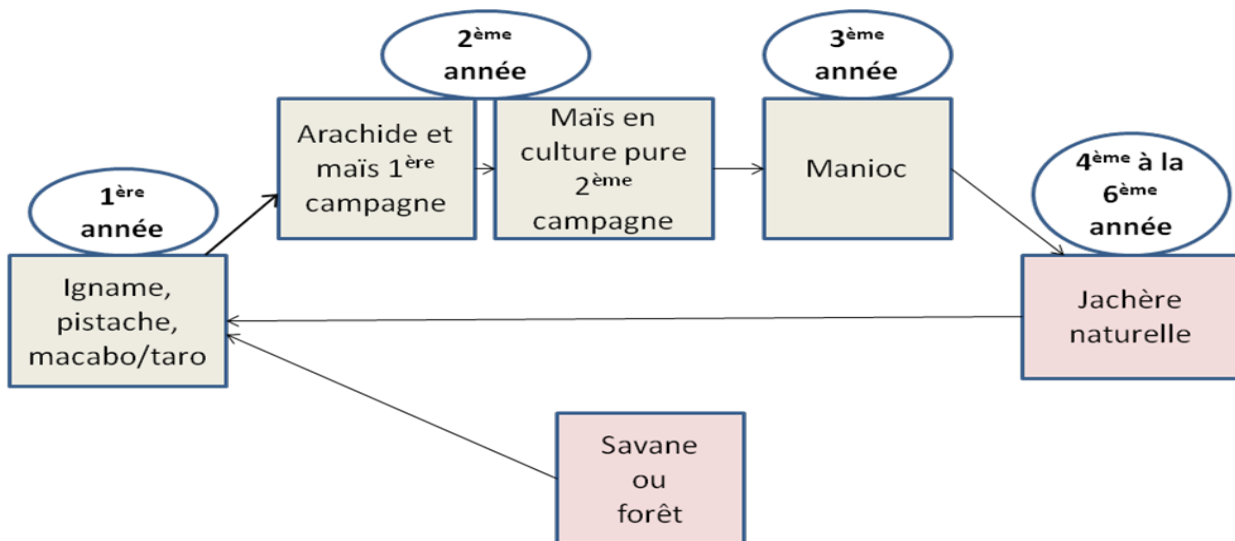 1ère
année
Igname,
pistache,
macabo/taro
2ème
année
Arachide et
maïs 1ère
campagne
Maïs en
culture pure
2ème
campagne
3ème
année
Manioc
4ème à la
6ème
année
Jachère
naturelle
Savane
ou
forêt